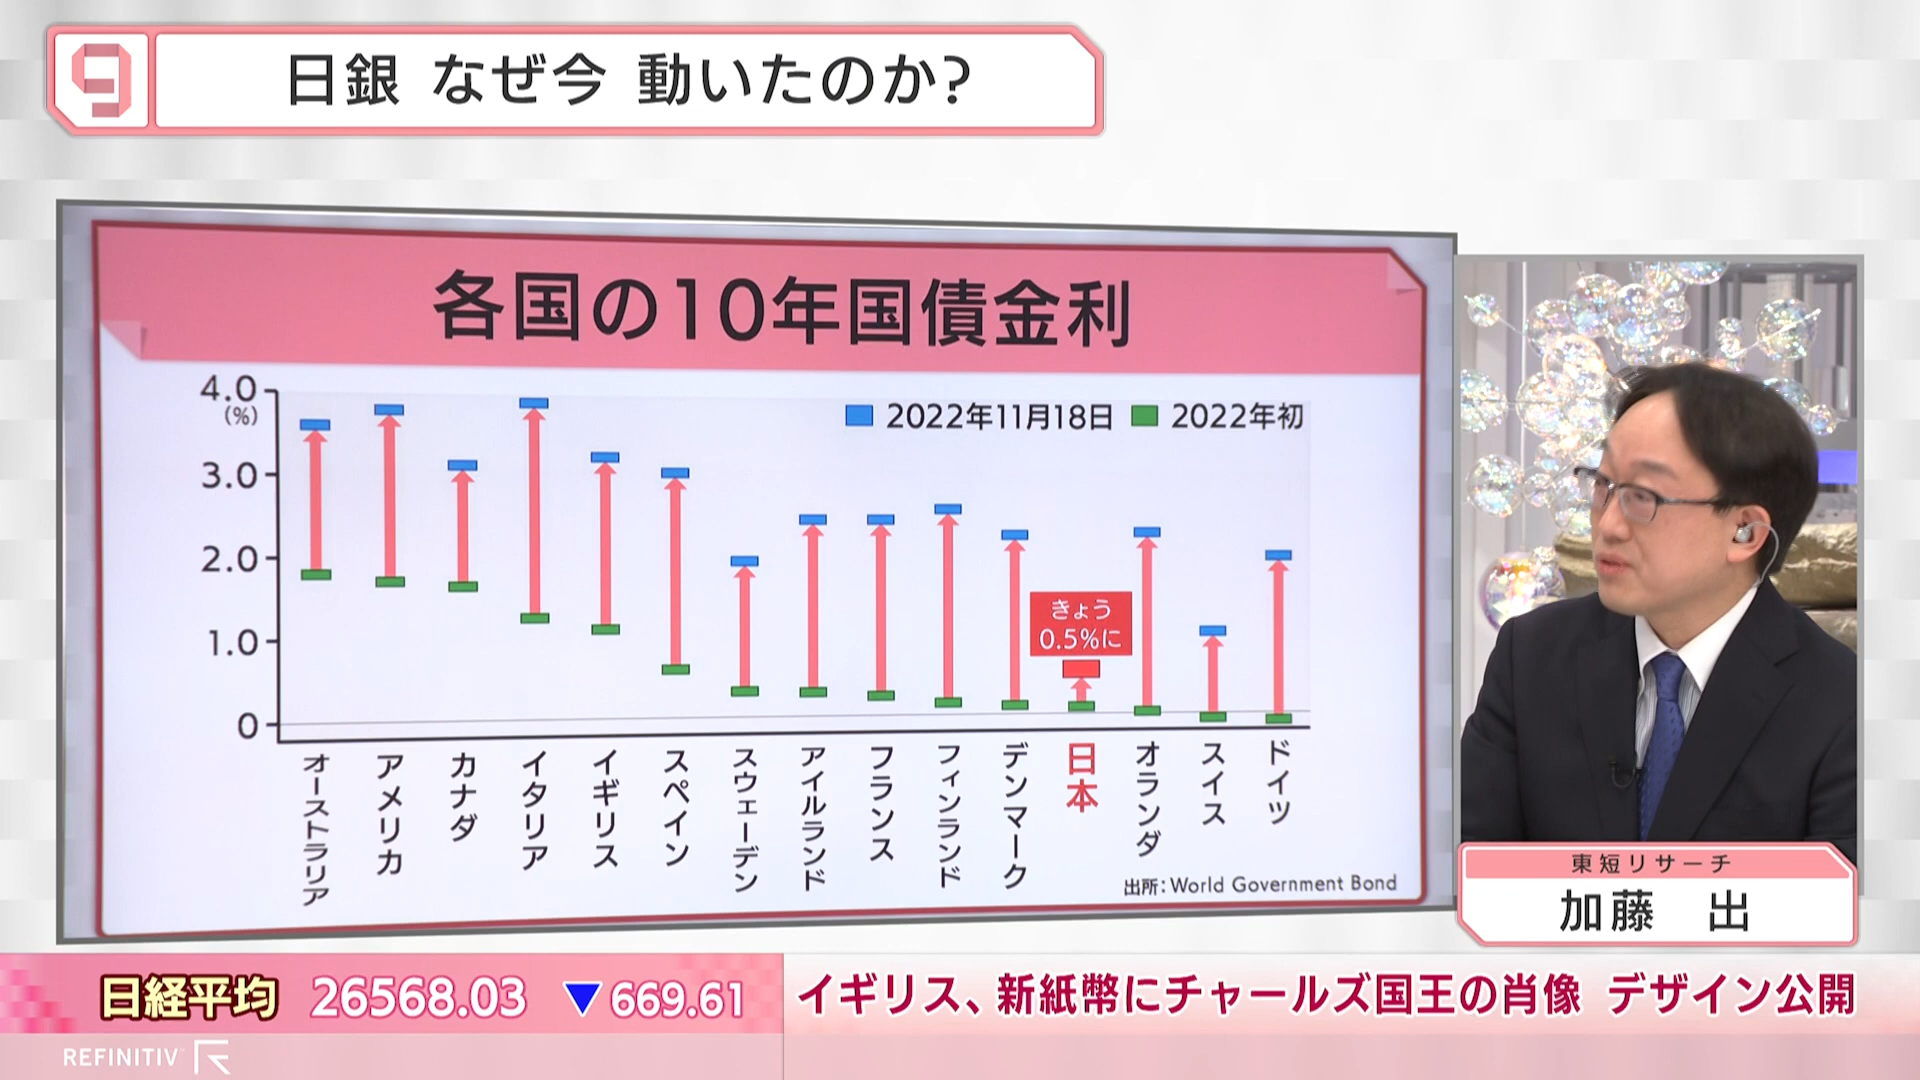 9
日銀 なぜ今 動いたのか?
各国の10年国債金利
4.0
(%)
3.0
2.0
1.0
0
2022年11月18日
2022年初
きょう
0.5%に
オーストラリア
アメリカ
カナダ
イタリア
イギリス
スペイン
スウェーデン
アイルランド
フランス
フィンランド
デンマーク
日本
オランダ
スイス
ドイツ
出所:World Government Bond
東短リサーチ
加藤 出
日経平均 26568.03 ▼669.61
イギリス、新紙幣にチャールズ国王の肖像 デザイン公開
REFINITIV